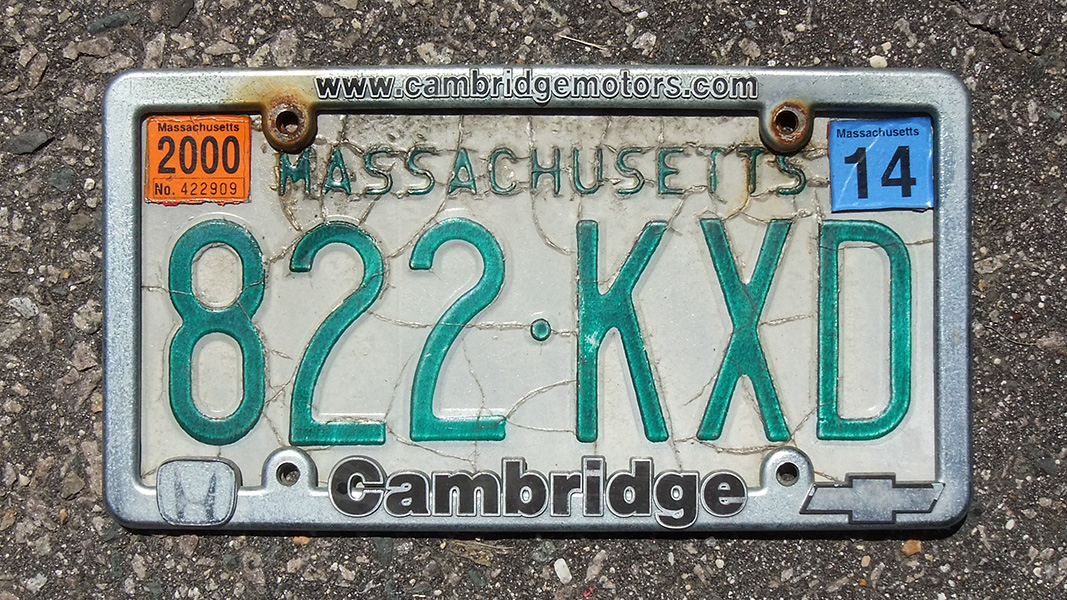 www.cambridgemotors.com
Massachusetts
2000
No. 422909
MASSACHUSETTS
Massachusetts
14
822·KXD
Cambridge